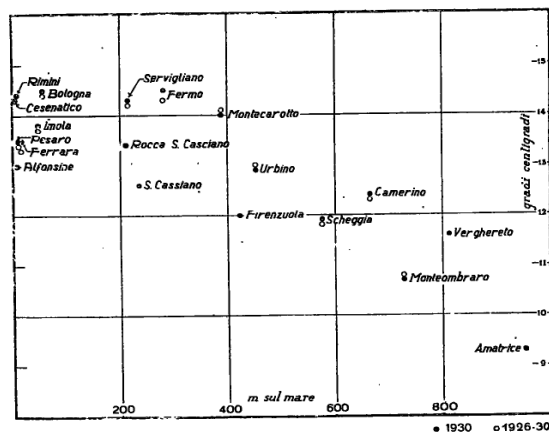 Rimini
Bologna
Cesenatico
Imola
Pesaro
Ferrara
Alfonsine
Servigliano
Fermo
Montecarotto
Rocca S. Casciano
S. Cassiano
Urbino
Firenzuola
Camerino
Scheggia
Verghereto
Monteombraro
Amatrice
gradi centigradi
15
14
13
12
11
10
9
m sul mare
200
400
600
800
1930
1926-30